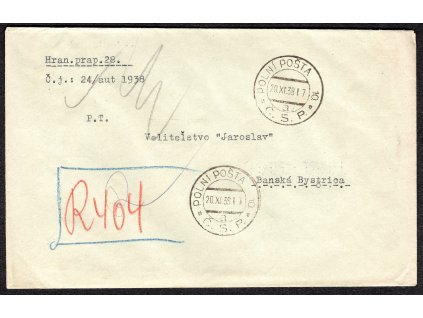 Hran.prap.28.
Č.j.: 24/aut 1938
P.T.
Velitelstvo "Jaroslav"
Banská Bystrica
R404
POLNÍ POŠTA
20.XI.38
Č.S.P.
POLNÍ POŠTA
20.XI.38
Č.S.P.